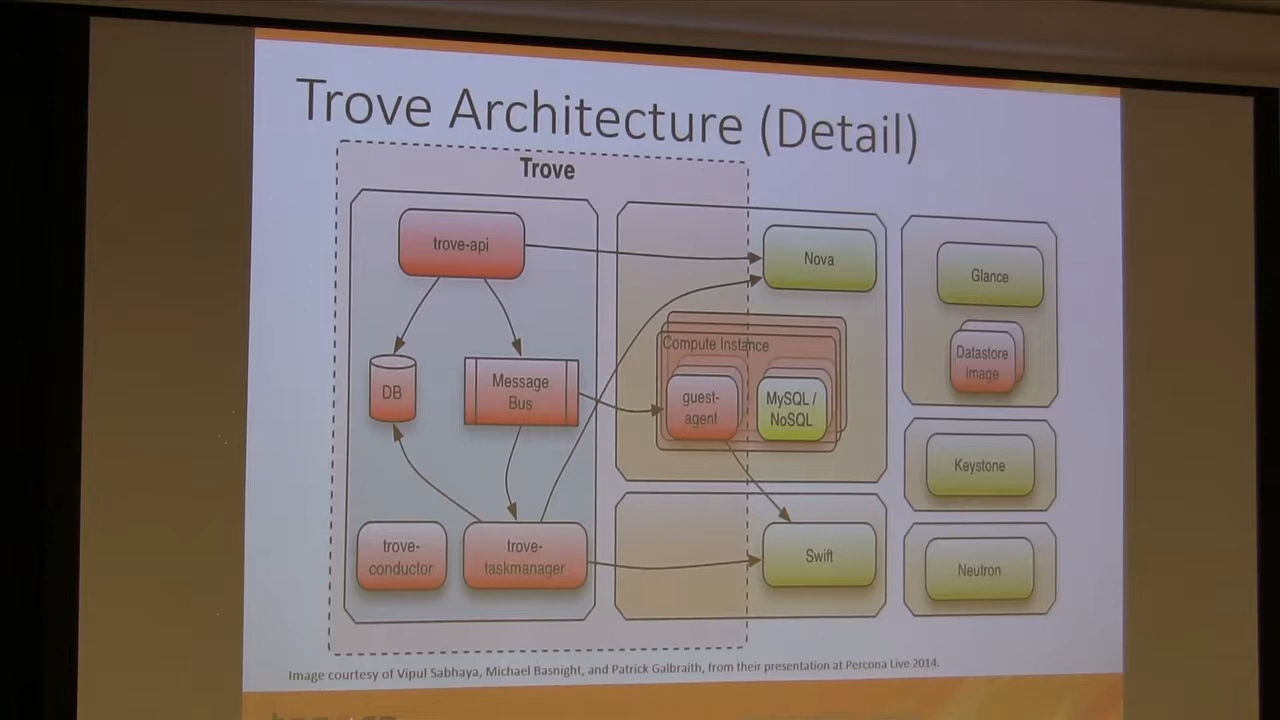 Trove Architecture (Detail)
Trove
trove-api
Nova
Glance
Compute Instance
Datastore
Image
DB
Message
Bus
guest-
agent
MySQL /
NoSQL
Keystone
trove-
conductor
trove-
taskmanager
Swift
Neutron
Image courtesy of Vipul Sabhaya, Michael Basnight, and Patrick Galbraith, from their presentation at Percona Live 2014.